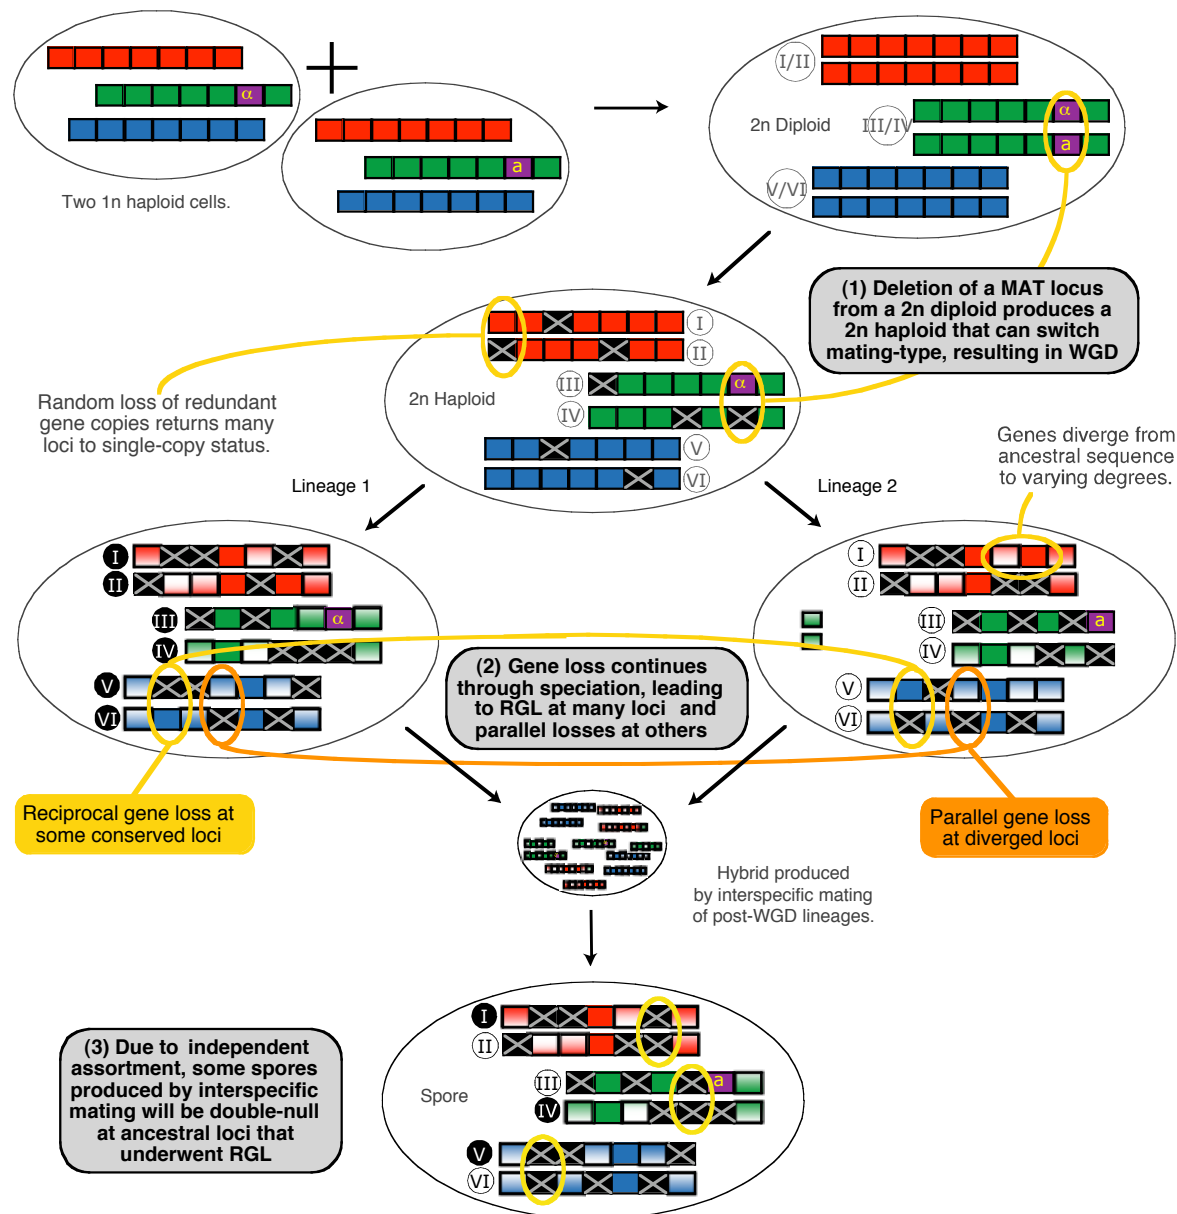 α
a
Two 1n haploid cells.
I/II
2n Diploid
III/IV
α
a
V/VI
(1) Deletion of a MAT locus
from a 2n diploid produces a
2n haploid that can switch
mating-type, resulting in WGD
I
II
2n Haploid
III
α
IV
V
VI
Random loss of redundant
gene copies returns many
loci to single-copy status.
Genes diverge from
ancestral sequence
to varying degrees.
Lineage 1
Lineage 2
I
II
III
α
IV
V
VI
I
II
III
a
IV
V
VI
(2) Gene loss continues
through speciation, leading
to RGL at many loci and
parallel losses at others
Reciprocal gene loss at
some conserved loci
Parallel gene loss
at diverged loci
Hybrid produced
by interspecific mating
of post-WGD lineages.
(3) Due to independent
assortment, some spores
produced by interspecific
mating will be double-null
at ancestral loci that
underwent RGL
Spore
I
II
III
a
IV
V
VI